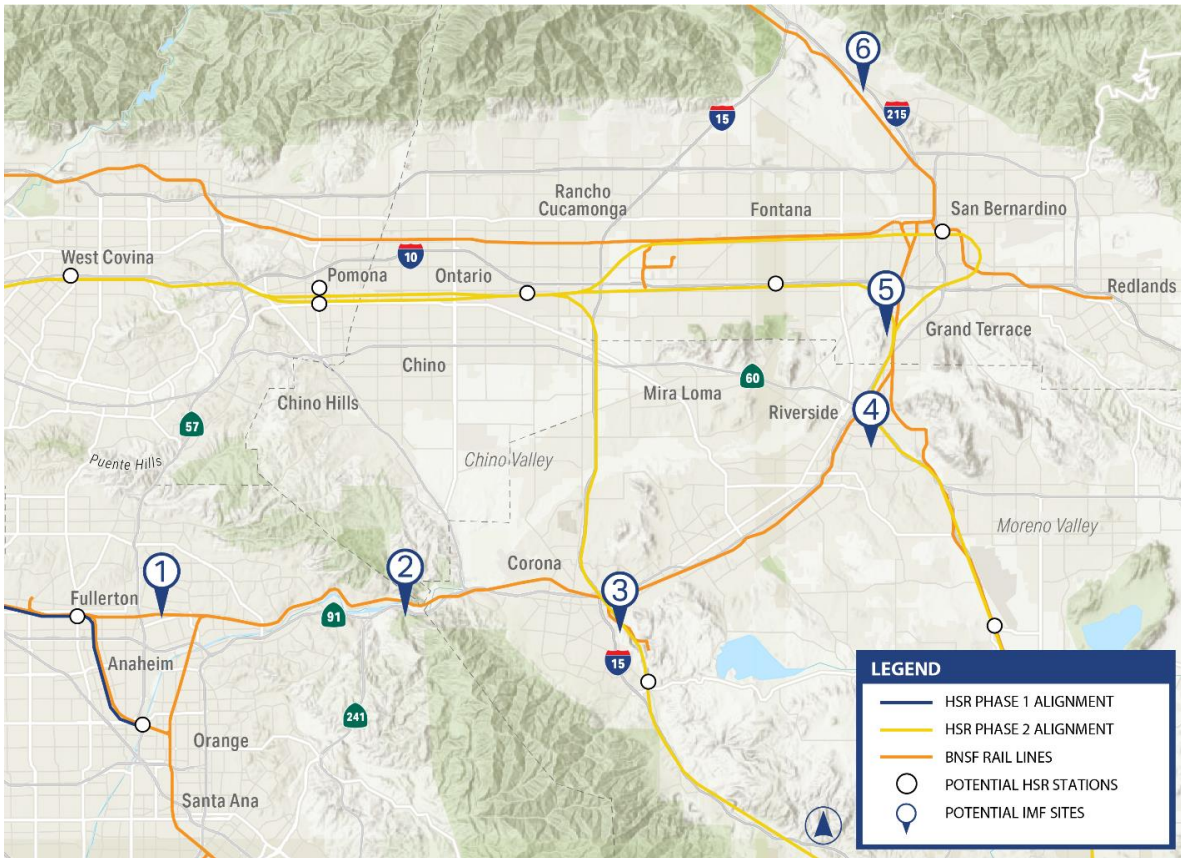 6
15
215
Rancho
Cucamonga
Fontana
San Bernardino
West Covina
10
Pomona
Ontario
Redlands
5
Grand Terrace
Chino
60
Mira Loma
Chino Hills
Riverside
4
57
Puente Hills
Chino Valley
Moreno Valley
1
2
Corona
3
Fullerton
91
Anaheim
15
241
Orange
Santa Ana
LEGEND
HSR PHASE 1 ALIGNMENT
HSR PHASE 2 ALIGNMENT
BNSF RAIL LINES
POTENTIAL HSR STATIONS
POTENTIAL IMF SITES